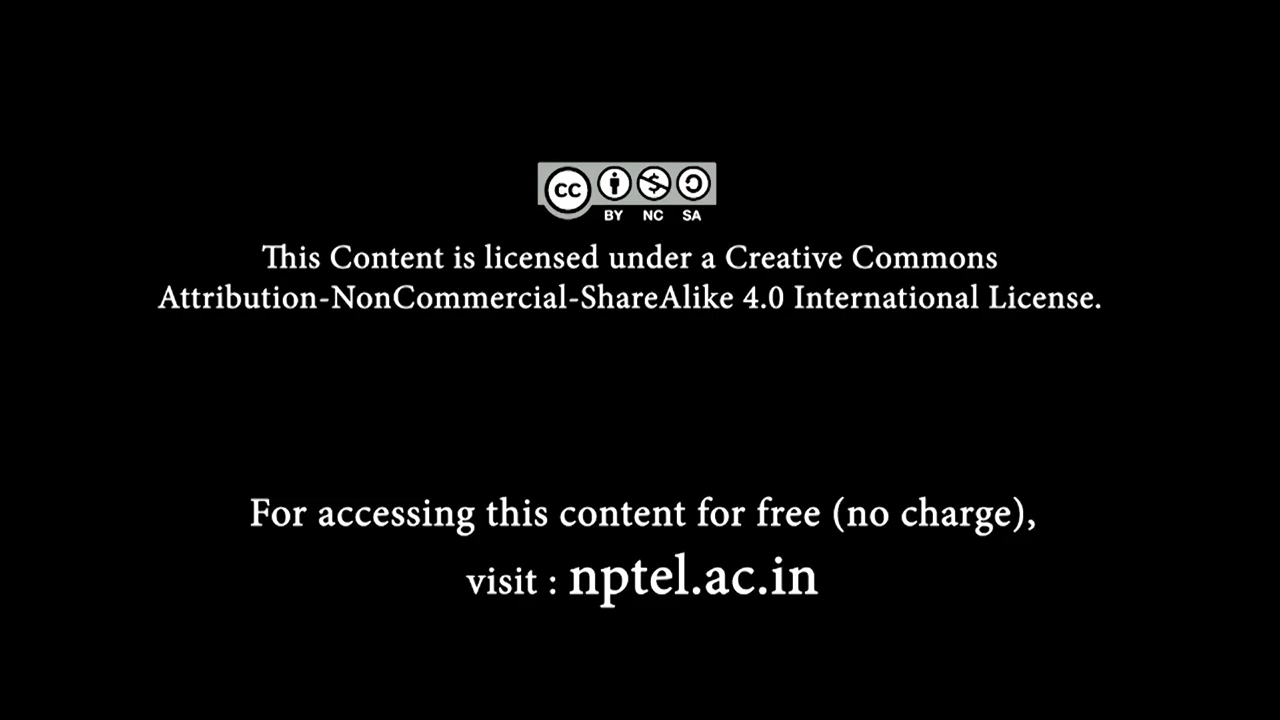 cc
BY NC SA
This Content is licensed under a Creative Commons
Attribution-NonCommercial-ShareAlike 4.0 International License.
For accessing this content for free (no charge),
visit : nptel.ac.in